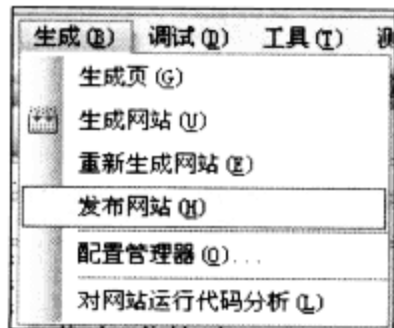 生成(B) 调试(D) 工具(T) 测
生成页(G)
生成网站(U)
重新生成网站(E)
发布网站(H)
配置管理器(O)...
对网站运行代码分析(L)